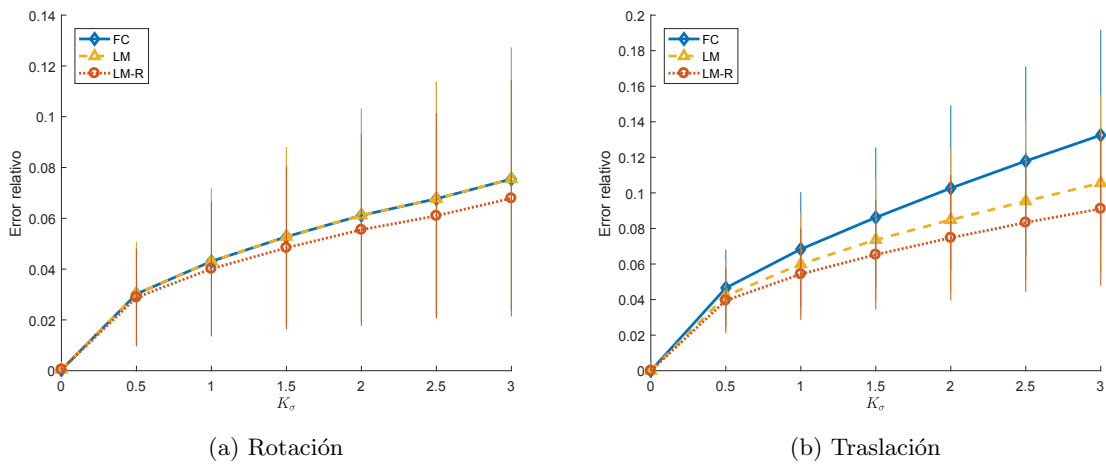 0.14
0.12
0.1
0.08
0.06
0.04
0.02
0
Error relativo
FC
LM
LM-R
0 0.5 1 1.5 2 2.5 3
Kσ
(a) Rotación
0.2
0.18
0.16
0.14
0.12
0.1
0.08
0.06
0.04
0.02
0
Error relativo
FC
LM
LM-R
0 0.5 1 1.5 2 2.5 3
Kσ
(b) Traslación